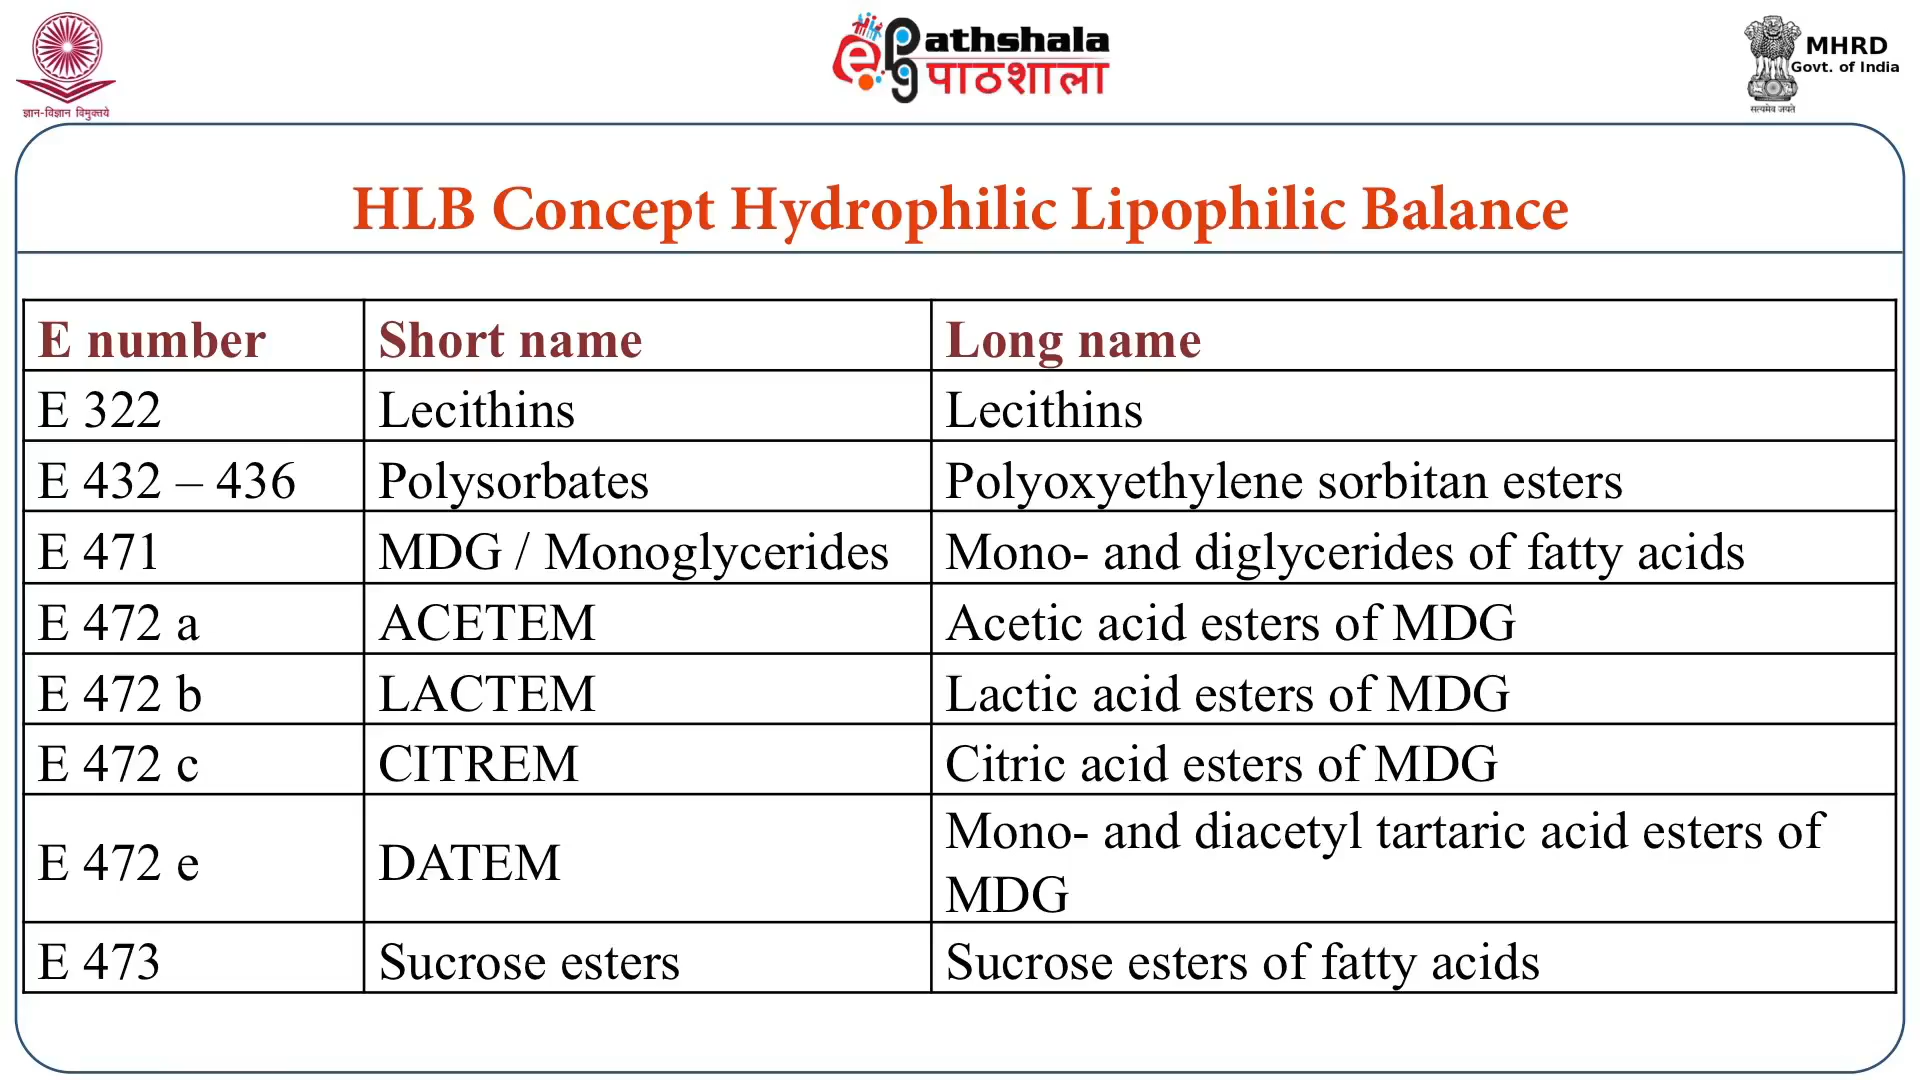 ज्ञान-विज्ञान विमुक्तये
ePathshala
पाठशाला
MHRD
Govt. of India
सत्यमेव जयते
HLB Concept Hydrophilic Lipophilic Balance
E number Short name Long name
E 322 Lecithins Lecithins
E 432 – 436 Polysorbates Polyoxyethylene sorbitan esters
E 471 MDG / Monoglycerides Mono- and diglycerides of fatty acids
E 472 a ACETEM Acetic acid esters of MDG
E 472 b LACTEM Lactic acid esters of MDG
E 472 c CITREM Citric acid esters of MDG
E 472 e DATEM Mono- and diacetyl tartaric acid esters of
MDG
E 473 Sucrose esters Sucrose esters of fatty acids